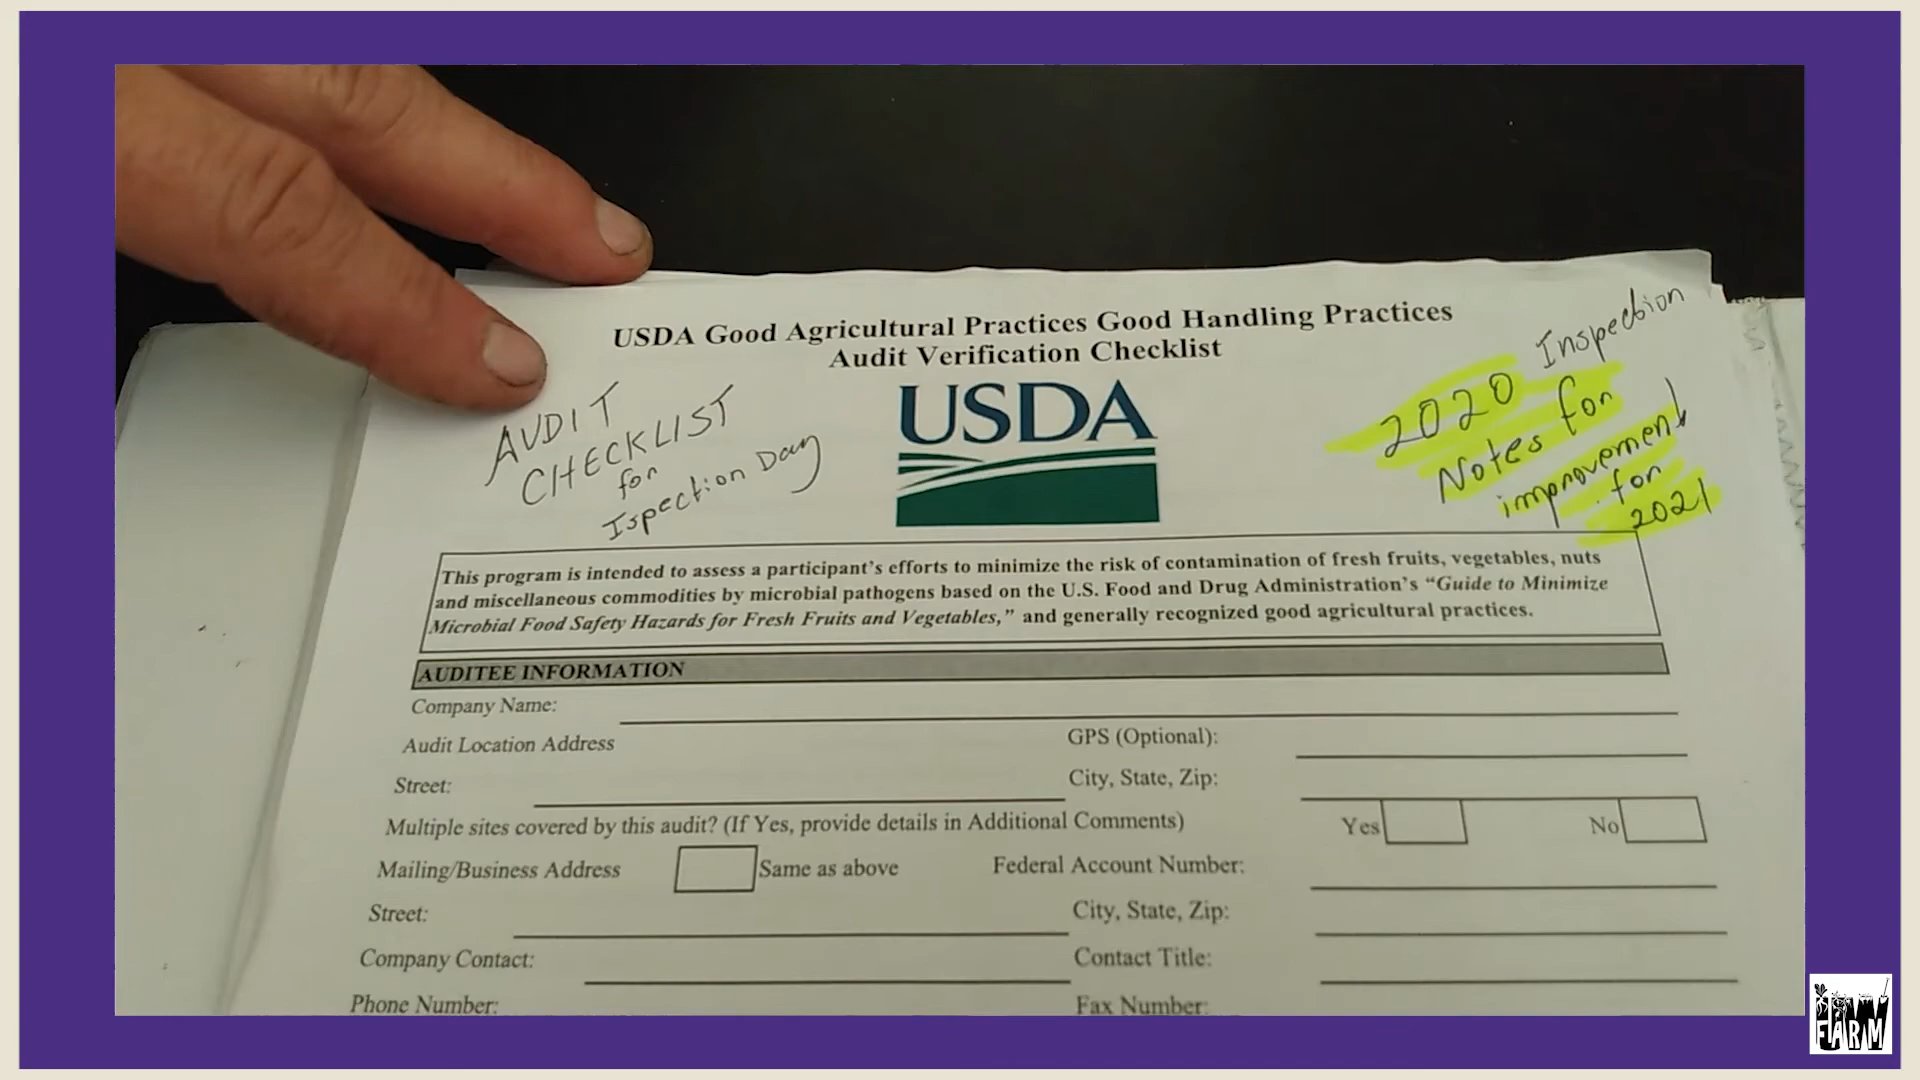 USDA Good Agricultural Practices Good Handling Practices
Audit Verification Checklist
AUDIT
CHECKLIST
for
Ispection Day
USDA
2020 Inspection
Notes for
improvement
for
2021
This program is intended to assess a participant's efforts to minimize the risk of contamination of fresh fruits, vegetables, nuts
and miscellaneous commodities by microbial pathogens based on the U.S. Food and Drug Administration's “Guide to Minimize
Microbial Food Safety Hazards for Fresh Fruits and Vegetables,” and generally recognized good agricultural practices.
AUDITEE INFORMATION
Company Name:
Audit Location Address GPS (Optional):
Street: City, State, Zip:
Multiple sites covered by this audit? (If Yes, provide details in Additional Comments) Yes No
Mailing/Business Address Same as above Federal Account Number:
Street: City, State, Zip:
Company Contact: Contact Title:
Phone Number: Fax Number:
FARM